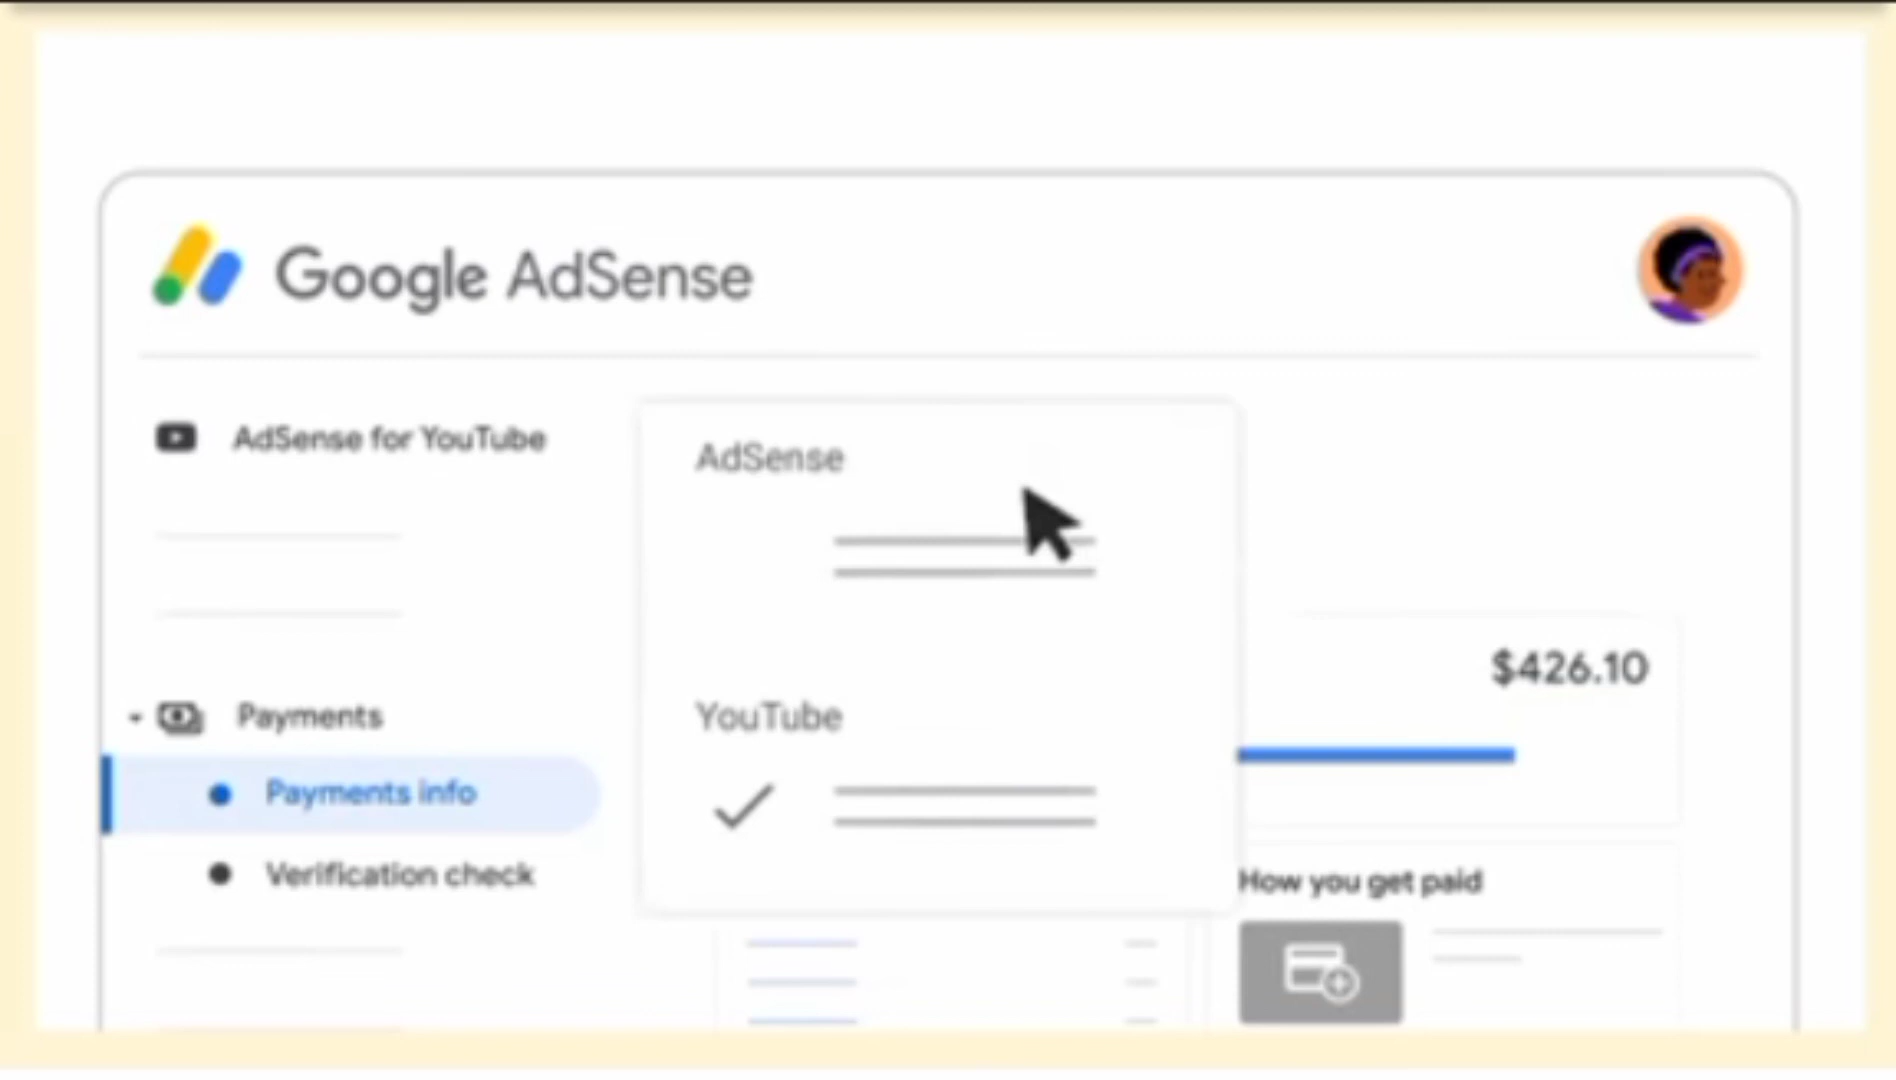 Google AdSense
AdSense for YouTube
AdSense
$426.10
Payments
YouTube
Payments info
Verification check
How you get paid